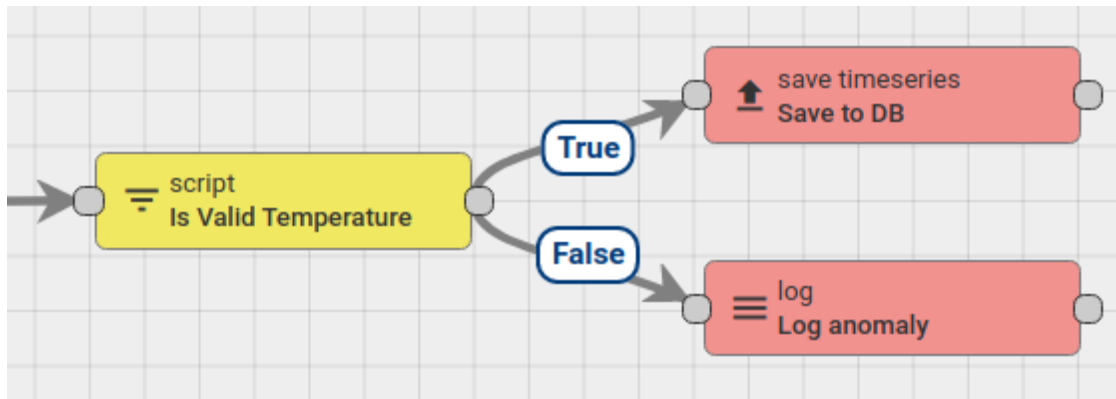 save timeseries
Save to DB
True
script
Is Valid Temperature
False
log
Log anomaly